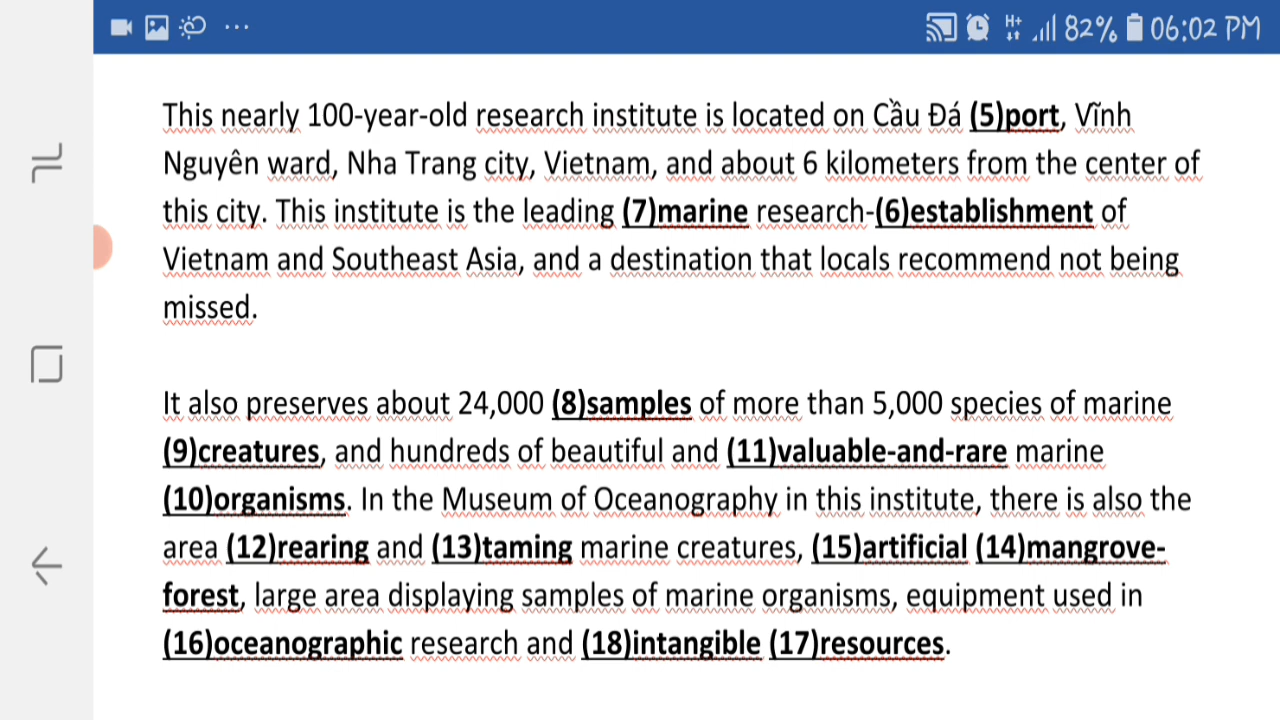 H+ 82% 06:02 PM
This nearly 100-year-old research institute is located on Cầu Đá (5)port, Vĩnh
Nguyên ward, Nha Trang city, Vietnam, and about 6 kilometers from the center of
this city. This institute is the leading (7)marine research-(6)establishment of
Vietnam and Southeast Asia, and a destination that locals recommend not being
missed.
It also preserves about 24,000 (8)samples of more than 5,000 species of marine
(9)creatures, and hundreds of beautiful and (11)valuable-and-rare marine
(10)organisms. In the Museum of Oceanography in this institute, there is also the
area (12)rearing and (13)taming marine creatures, (15)artificial (14)mangrove-
forest, large area displaying samples of marine organisms, equipment used in
(16)oceanographic research and (18)intangible (17)resources.